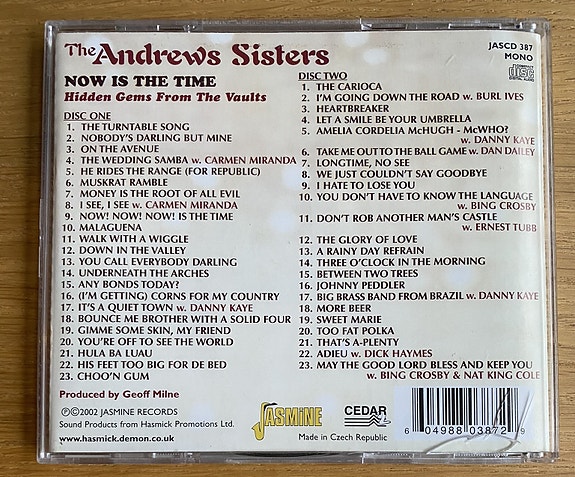 The Andrews Sisters
NOW IS THE TIME
Hidden Gems From The Vaults
JASCD 387
MONO
COMPACT
disc
DIGITAL AUDIO
DISC ONE
1. THE TURNTABLE SONG
2. NOBODY'S DARLING BUT MINE
3. ON THE AVENUE
4. THE WEDDING SAMBA w. CARMEN MIRANDA
5. HE RIDES THE RANGE (FOR REPUBLIC)
6. MUSKRAT RAMBLE
7. MONEY IS THE ROOT OF ALL EVIL
8. I SEE, I SEE w. CARMEN MIRANDA
9. NOW! NOW! NOW! IS THE TIME
10. MALAGUENA
11. WALK WITH A WIGGLE
12. DOWN IN THE VALLEY
13. YOU CALL EVERYBODY DARLING
14. UNDERNEATH THE ARCHES
15. ANY BONDS TODAY?
16. (I'M GETTING) CORNS FOR MY COUNTRY
17. IT'S A QUIET TOWN w. DANNY KAYE
18. BOUNCE ME BROTHER WITH A SOLID FOUR
19. GIMME SOME SKIN, MY FRIEND
20. YOU'RE OFF TO SEE THE WORLD
21. HULA BA LUAU
22. HIS FEET TOO BIG FOR DE BED
23. CHOO'N GUM
DISC TWO
1. THE CARIOCA
2. I'M GOING DOWN THE ROAD w. BURL IVES
3. HEARTBREAKER
4. LET A SMILE BE YOUR UMBRELLA
5. AMELIA CORDELIA McHUGH - McWHO?
w. DANNY KAYE
6. TAKE ME OUT TO THE BALL GAME w. DAN DAILEY
7. LONGTIME, NO SEE
8. WE JUST COULDN'T SAY GOODBYE
9. I HATE TO LOSE YOU
10. YOU DON'T HAVE TO KNOW THE LANGUAGE
w. BING CROSBY
11. DON'T ROB ANOTHER MAN'S CASTLE
w. ERNEST TUBB
12. THE GLORY OF LOVE
13. A RAINY DAY REFRAIN
14. THREE O'CLOCK IN THE MORNING
15. BETWEEN TWO TREES
16. JOHNNY PEDDLER
17. BIG BRASS BAND FROM BRAZIL w. DANNY KAYE
18. MORE BEER
19. SWEET MARIE
20. TOO FAT POLKA
21. THAT'S A-PLENTY
22. ADIEU w. DICK HAYMES
23. MAY THE GOOD LORD BLESS AND KEEP YOU
w. BING CROSBY & NAT KING COLE
Produced by Geoff Milne
℗©2002 JASMINE RECORDS
Sound Products from Hasmick Promotions Ltd.
www.hasmick.demon.co.uk
JASMINE
CEDAR
Made in Czech Republic
6 04988 03872 9